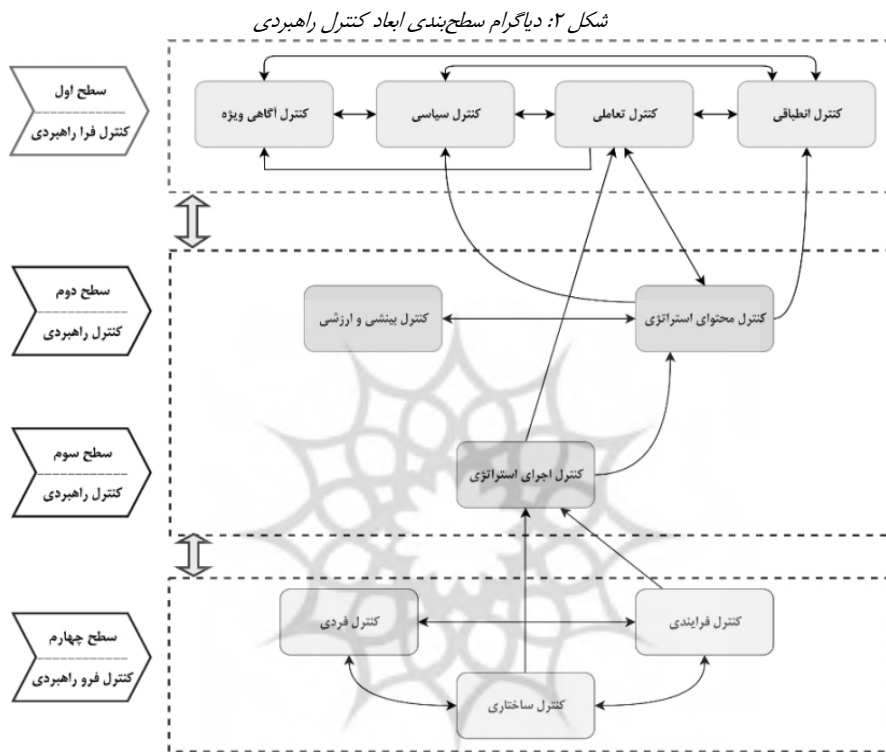 شکل ۲: دیاگرام سطح‌بندی ابعاد کنترل راهبردی
سطح اول
کنترل فرا راهبردی
کنترل انطباقی
کنترل تعاملی
کنترل سیاسی
کنترل آگاهی ویژه
سطح دوم
کنترل راهبردی
کنترل محتوای استراتژی
کنترل بینشی و ارزشی
سطح سوم
کنترل راهبردی
کنترل اجرای استراتژی
سطح چهارم
کنترل فرو راهبردی
کنترل فرایندی
کنترل فردی
کنترل ساختاری